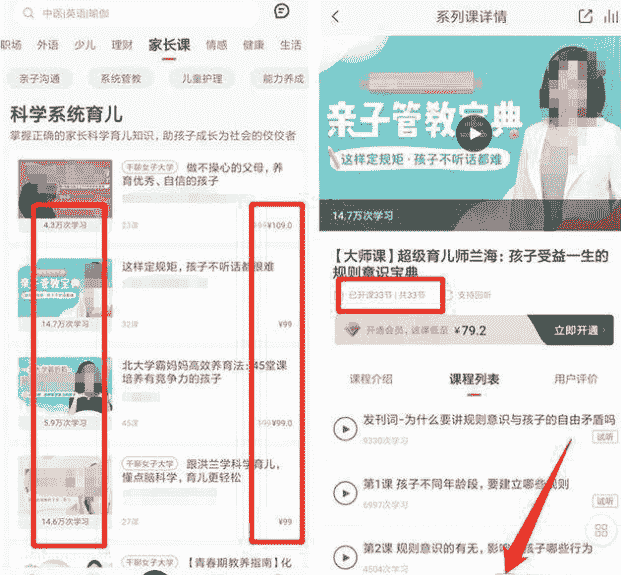 中医|英语|瑜伽
职场 外语 少儿 理财 家长课 情感 健康 生活
亲子沟通 系统管教 儿童护理 能力养成
科学系统育儿
掌握正确的家长科学育儿知识，助孩子成长为社会的佼佼者
千聊女子大学 做不操心的父母，养
育优秀、自信的孩子
4.3万次学习
23课
¥109.0
这样定规矩，孩子不听话都很难
14.7万次学习
32课
¥99
北大学霸妈妈高效养育法：45堂课
培养有竞争力的孩子
5.9万次学习
45课
¥99.0
千聊女子大学 跟洪兰学科学育儿，
懂点脑科学，育儿更轻松
14.6万次学习
27课
¥99
千聊女子大学 【青春期教养指南】化
系列课详情
亲子管教宝典
这样定规矩·孩子不听话都难
14.7万次学习
【大师课】超级育儿师兰海：孩子受益一生的
规则意识宝典
已开课33节 | 共33节 支持回听
开通会员，这课低至 ¥79.2 立即开通
课程介绍 课程列表 用户评价
发刊词-为什么要讲规则意识与孩子的自由矛盾吗
9330次学习
试听
第1课 孩子不同年龄段，要建立哪些规则
6997次学习
试听
第2课 规则意识的有无，影响孩子哪些行为
4504次学习